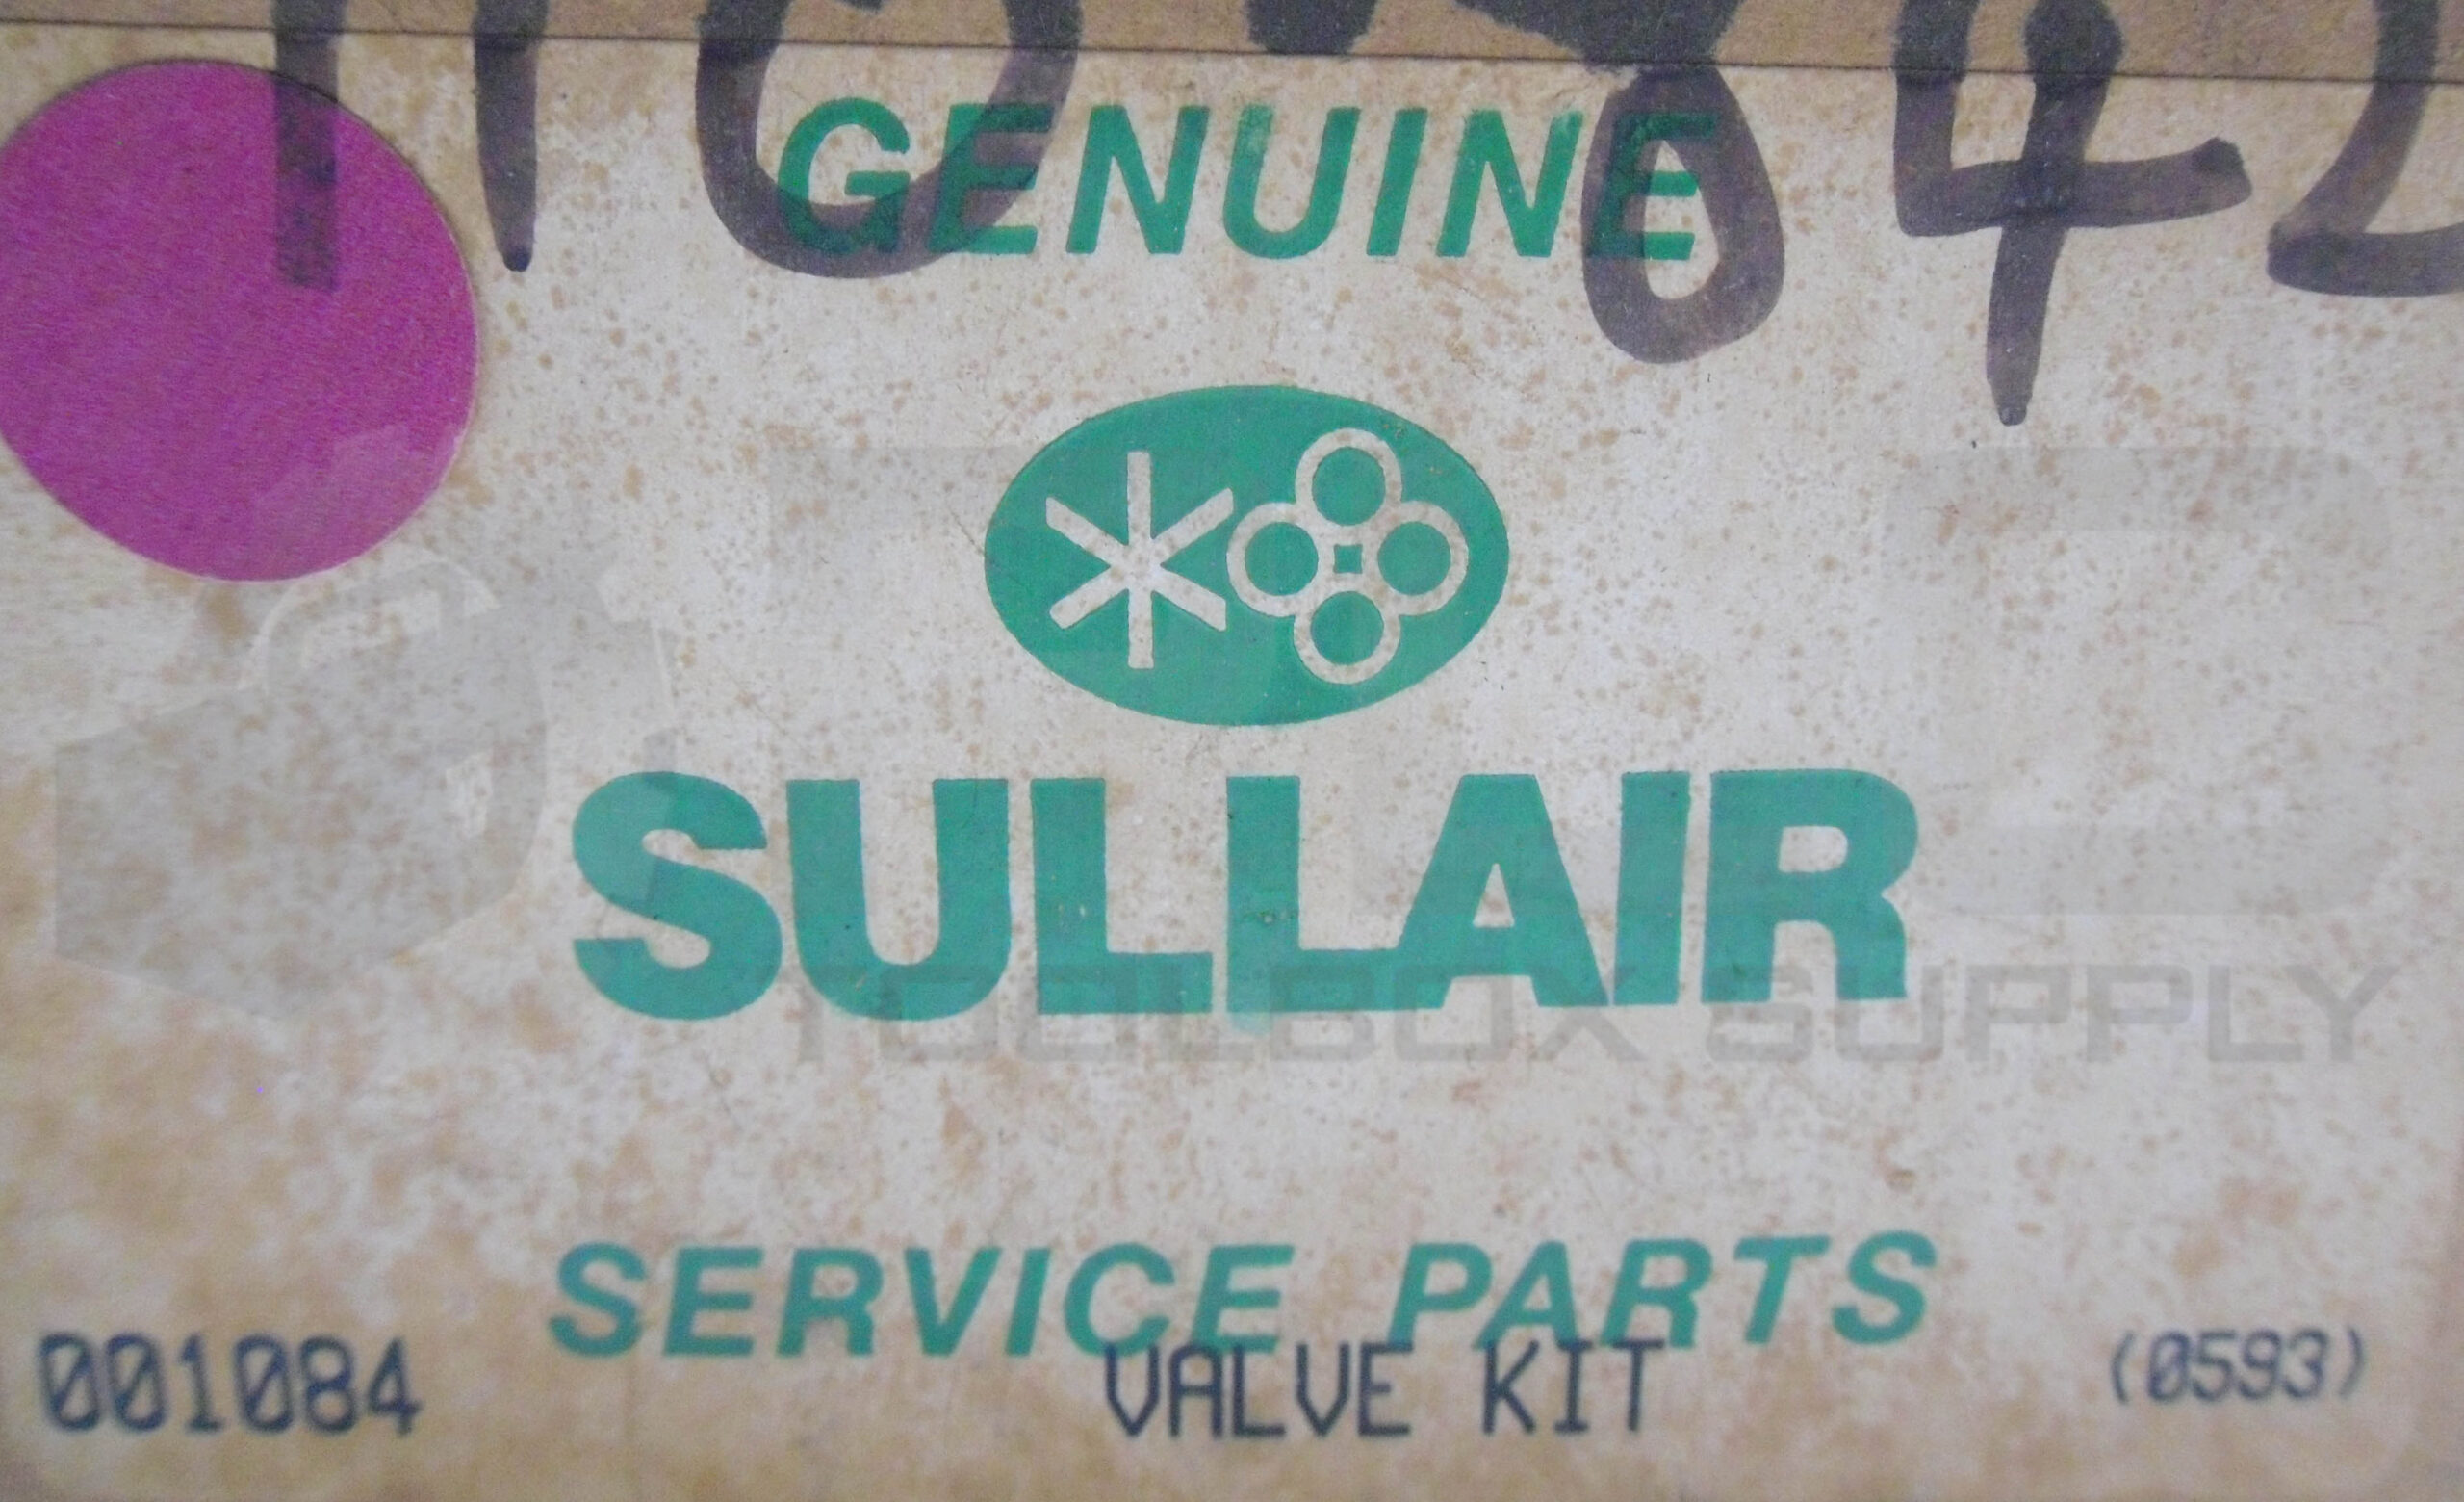 GENUINE
SULLAIR
TOOLBOX SUPPLY
SERVICE PARTS
001084 VALVE KIT (0593)